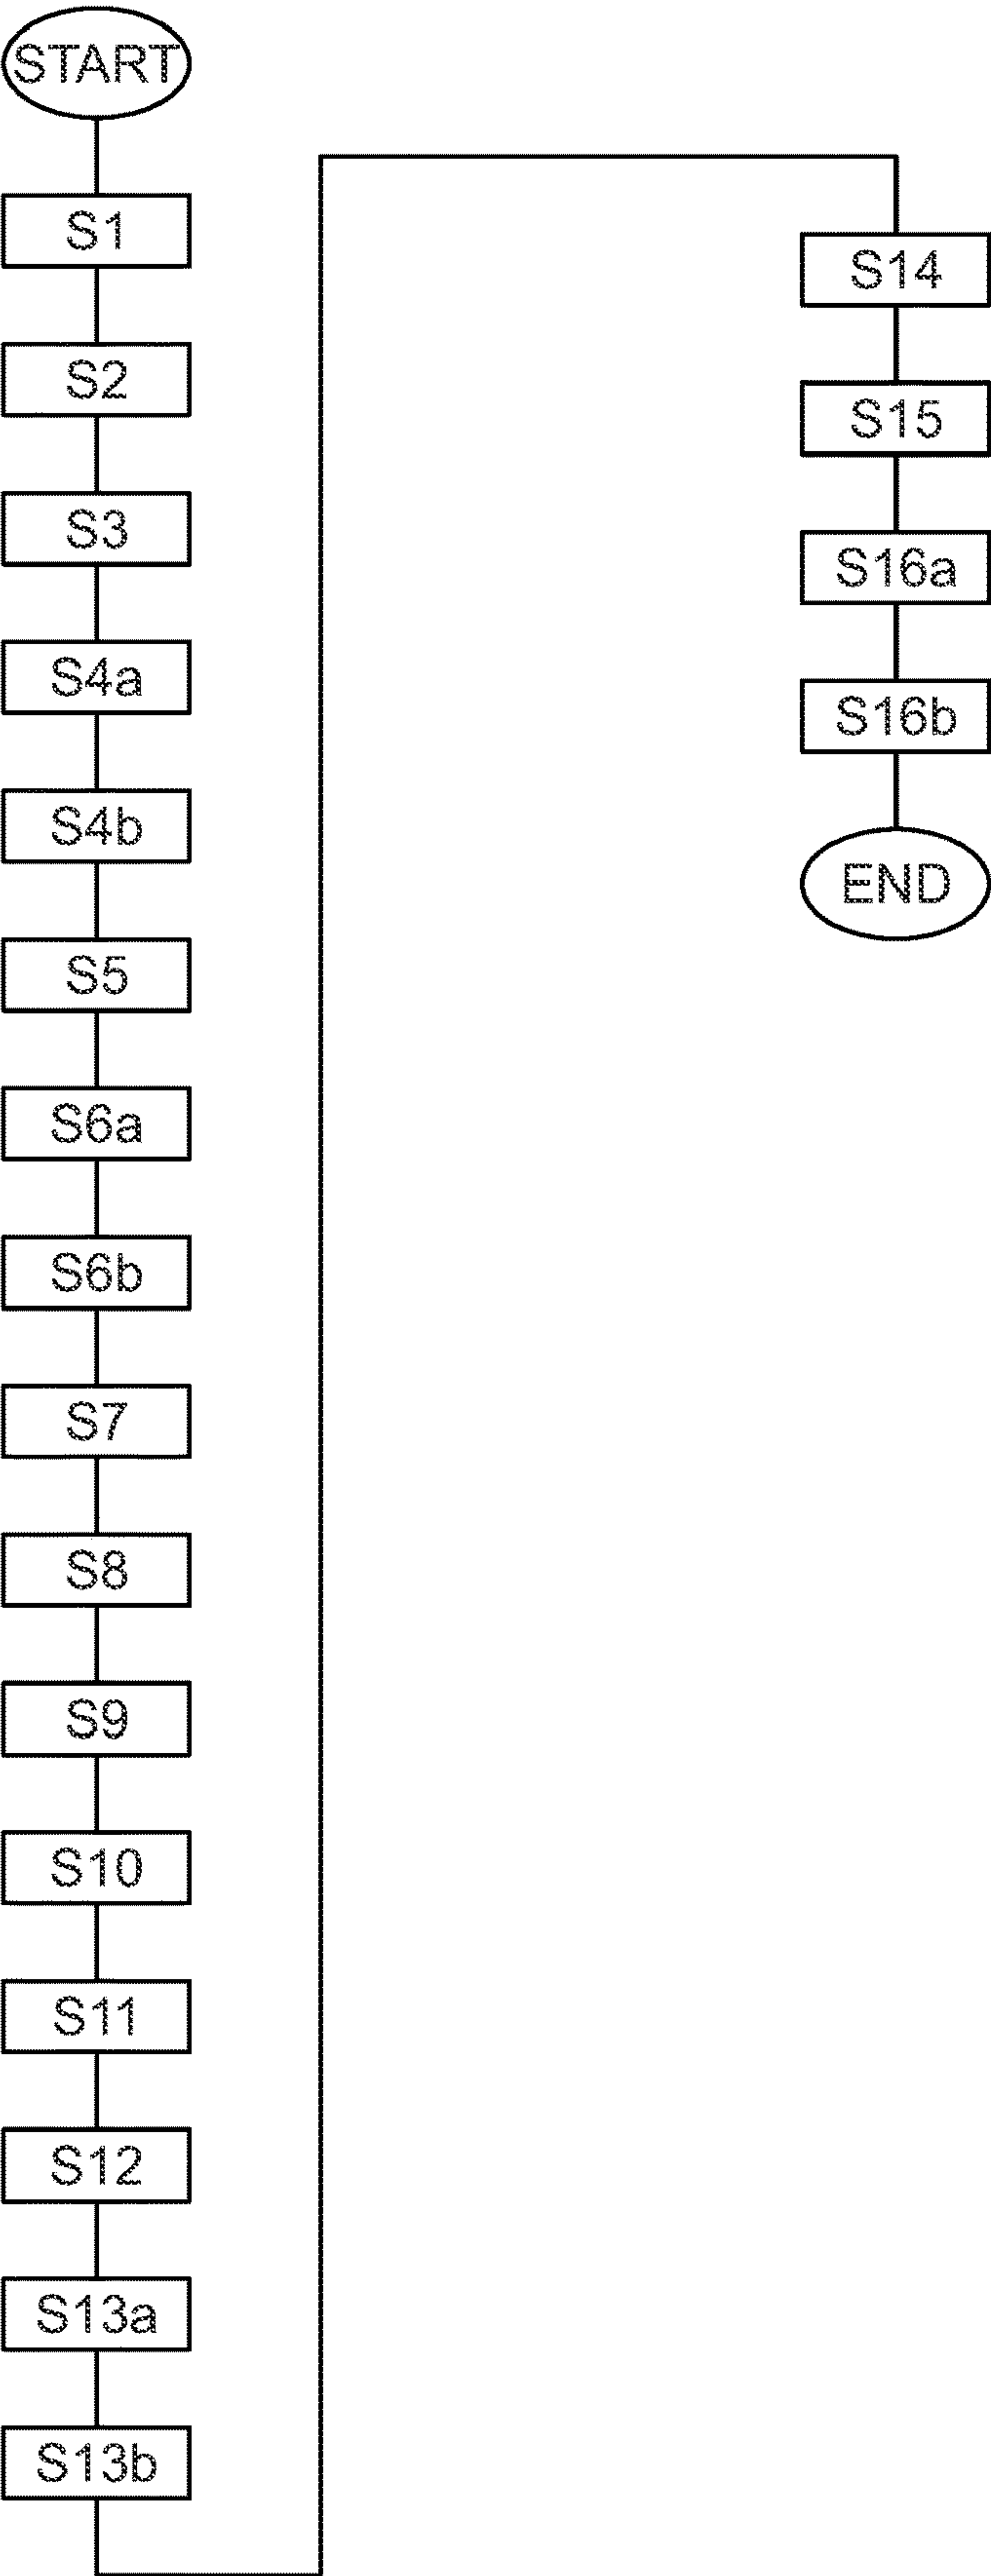 START
S1
S2
S3
S4a
S4b
S5
S6a
S6b
S7
S8
S9
S10
S11
S12
S13a
S13b
S14
S15
S16a
S16b
END